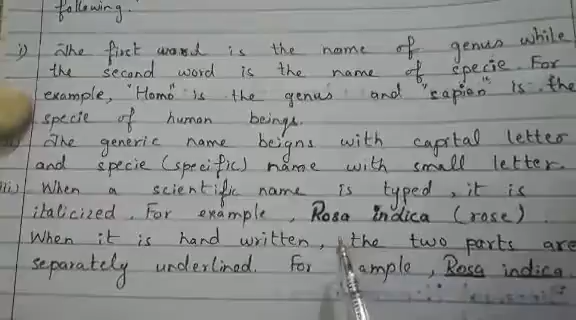 following.
i) The first word is the name of genus while
the second word is the name of specie. For
example, "Homo" is the genus and "sapien" is the
specie of human beings.
The generic name beigns with capital letter
and specie (specific) name with small letter.
iii) When a scientific name is typed, it is
italicized. For example, Rosa indica (rose).
When it is hand written, the two parts are
separately underlined. For ample, Rosa indica.